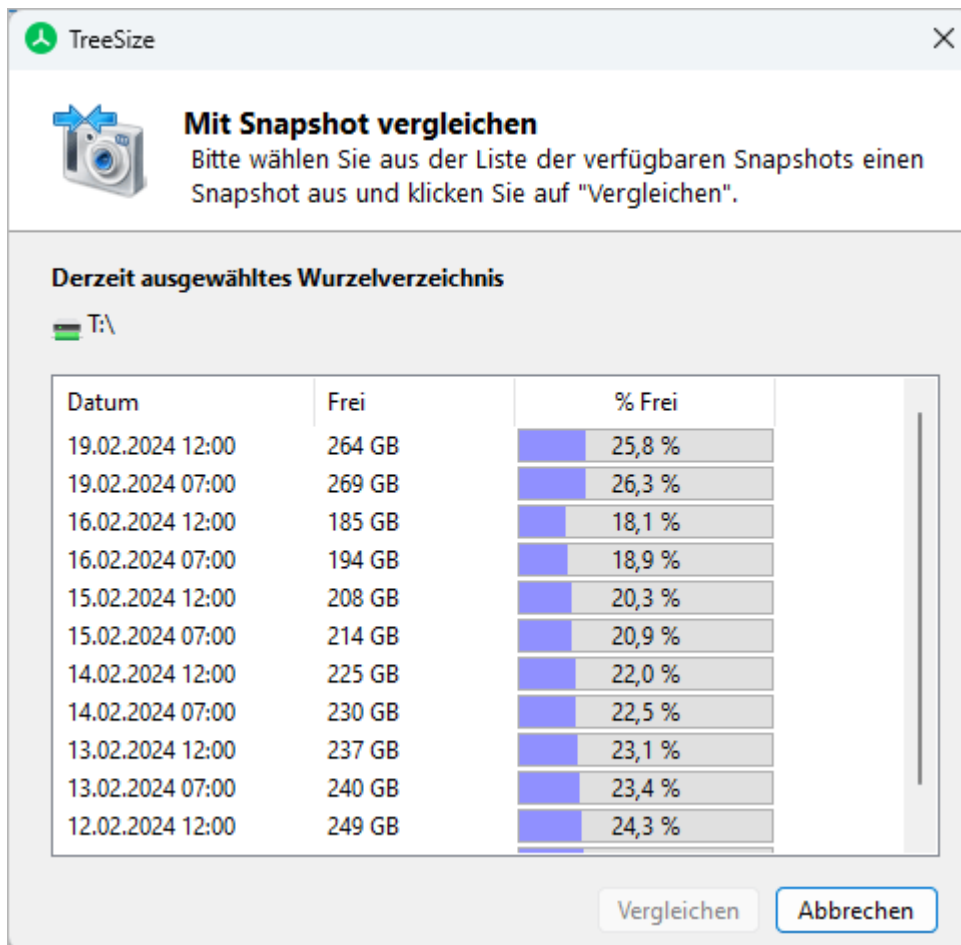 TreeSize
Mit Snapshot vergleichen
Bitte wählen Sie aus der Liste der verfügbaren Snapshots einen
Snapshot aus und klicken Sie auf "Vergleichen".
Derzeit ausgewähltes Wurzelverzeichnis
T:\
Datum Frei % Frei
19.02.2024 12:00 264 GB 25,8 %
19.02.2024 07:00 269 GB 26,3 %
16.02.2024 12:00 185 GB 18,1 %
16.02.2024 07:00 194 GB 18,9 %
15.02.2024 12:00 208 GB 20,3 %
15.02.2024 07:00 214 GB 20,9 %
14.02.2024 12:00 225 GB 22,0 %
14.02.2024 07:00 230 GB 22,5 %
13.02.2024 12:00 237 GB 23,1 %
13.02.2024 07:00 240 GB 23,4 %
12.02.2024 12:00 249 GB 24,3 %
Vergleichen Abbrechen